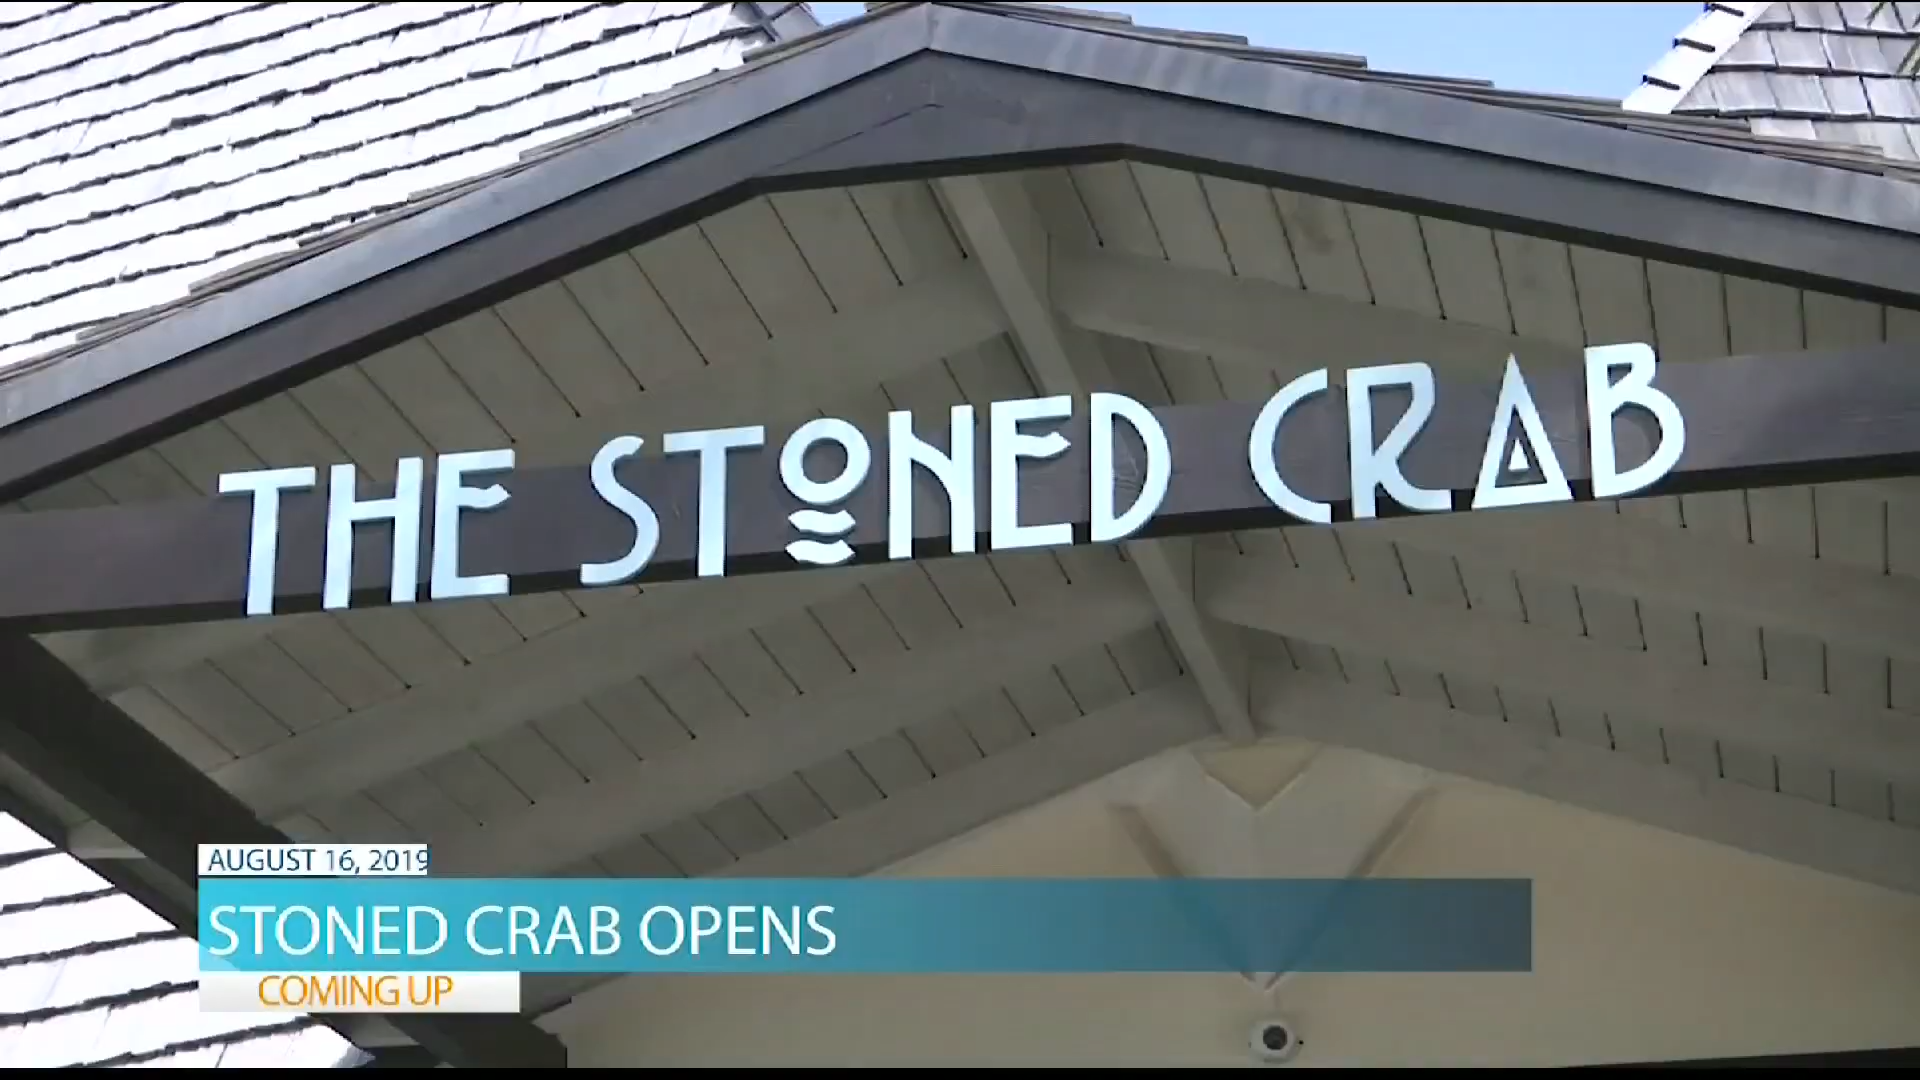 THE STONED CRAB
AUGUST 16, 2019
STONED CRAB OPENS
COMING UP